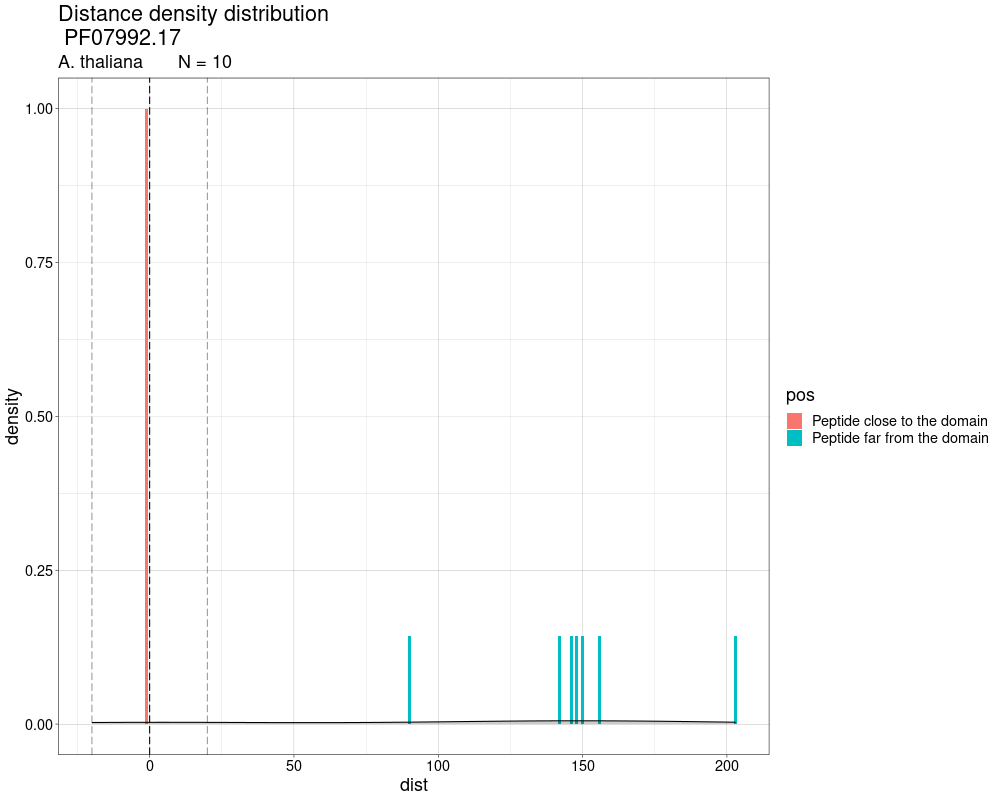 Distance density distribution
PF07992.17
A. thaliana N = 10
1.00
0.75
0.50
0.25
0.00
density
0 50 100 150 200
dist
pos
Peptide close to the domain
Peptide far from the domain